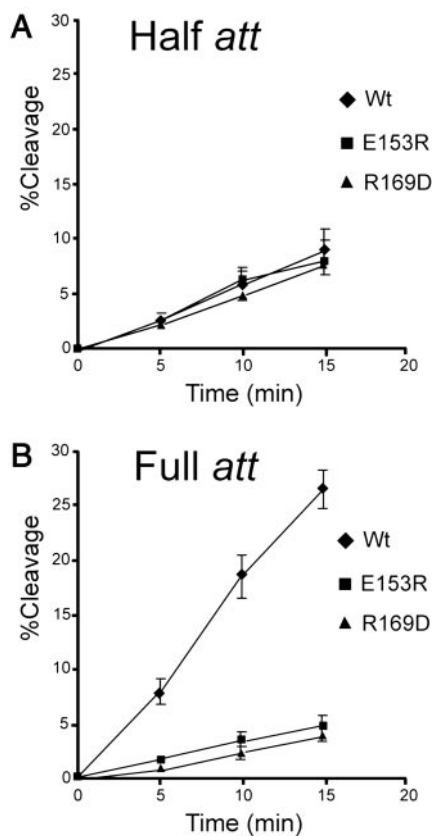 A
Half att
30
25
20
15
10
5
0
%Cleavage
Wt
E153R
R169D
0 5 10 15 20
Time (min)
B
Full att
30
25
20
15
10
5
0
%Cleavage
Wt
E153R
R169D
0 5 10 15 20
Time (min)